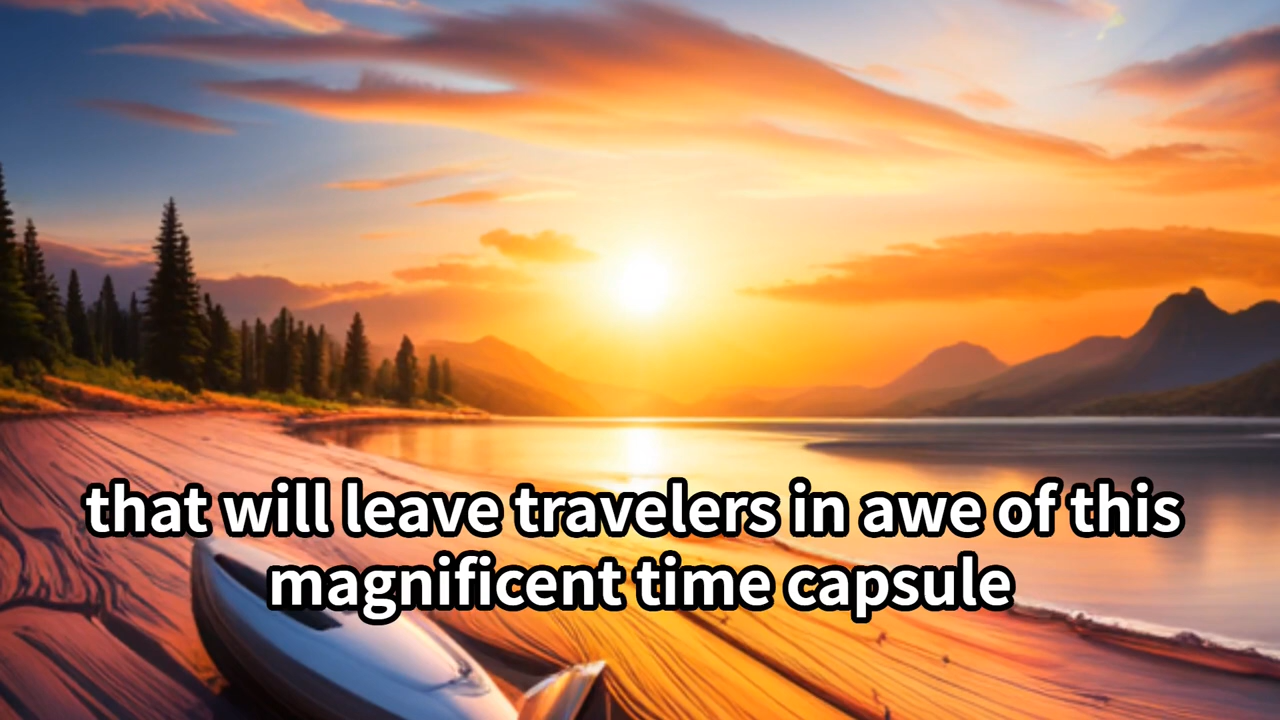 that will leave travelers in awe of this
magnificent time capsule